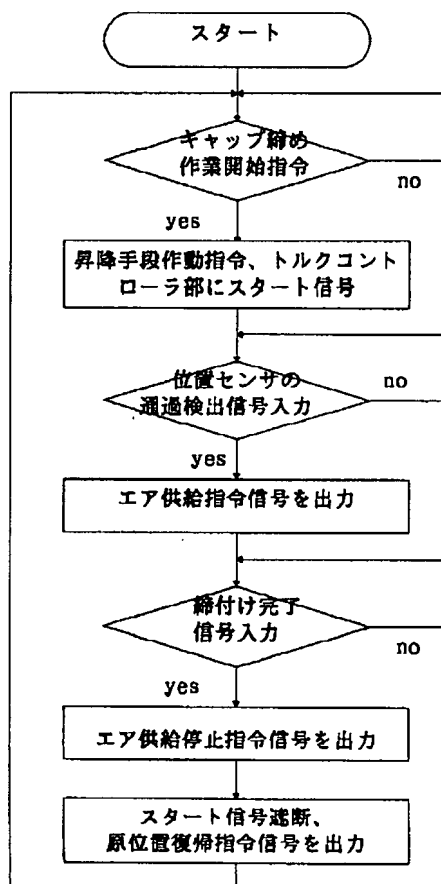 スタート
キャップ締め
作業開始指令
no
yes
昇降手段作動指令、トルクコント
ローラ部にスタート信号
位置センサの
通過検出信号入力
no
yes
エア供給指令信号を出力
締付け完了
信号入力
no
yes
エア供給停止指令信号を出力
スタート信号遮断、
原位置復帰指令信号を出力